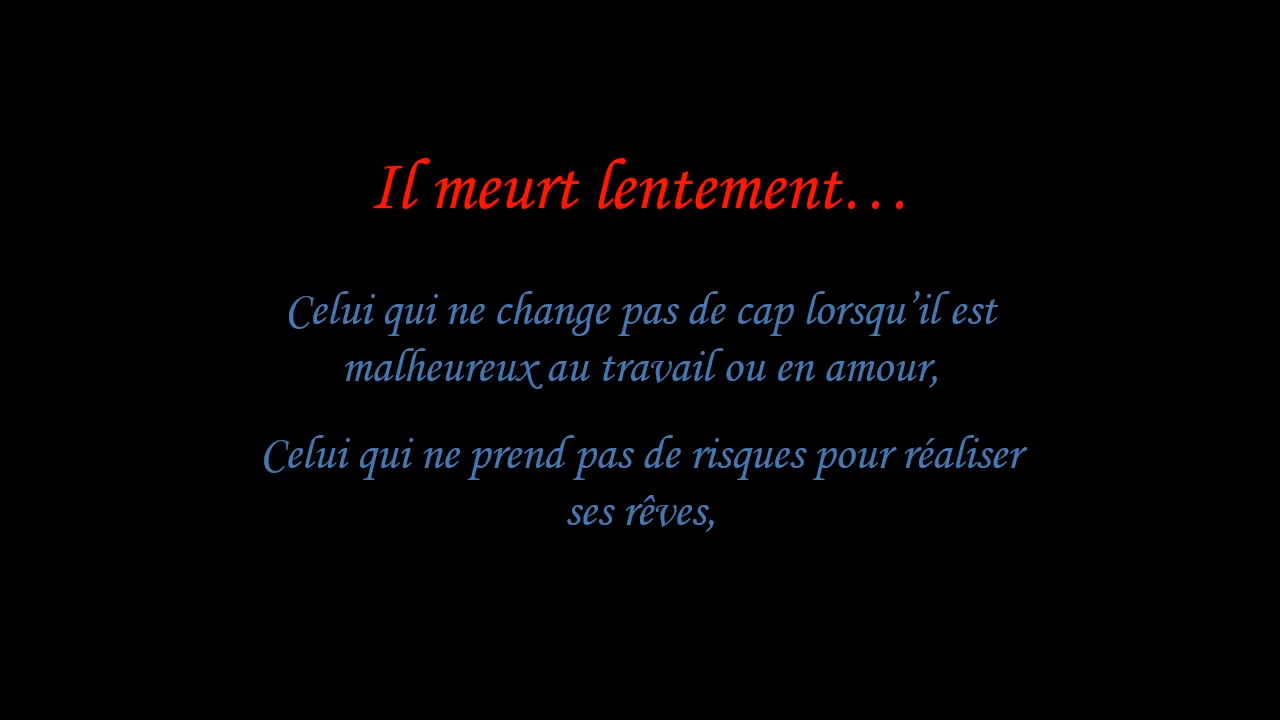 Il meurt lentement…
Celui qui ne change pas de cap lorsqu’il est
malheureux au travail ou en amour,
Celui qui ne prend pas de risques pour réaliser
ses rêves,